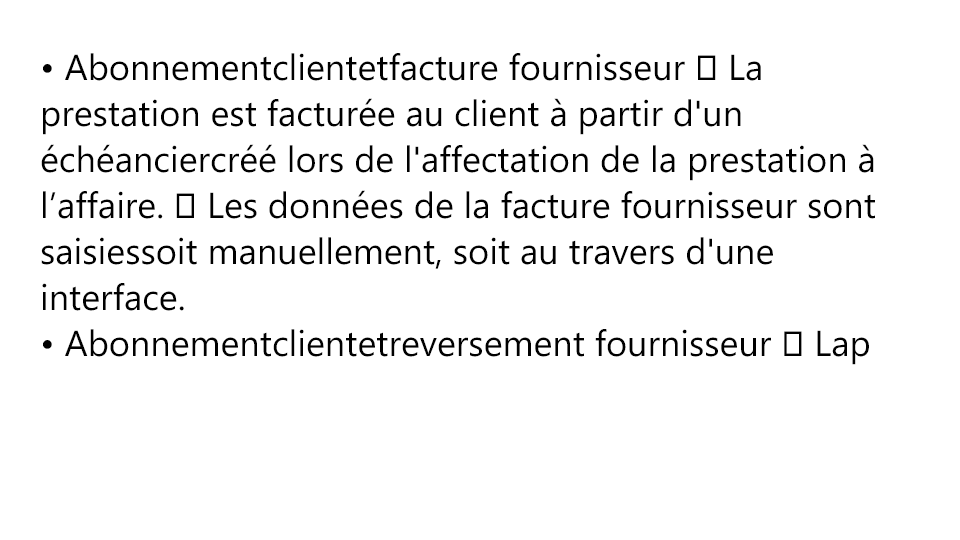 • Abonnementclientetfacture fournisseur  La
prestation est facturée au client à partir d'un
échéanciercréé lors de l'affectation de la prestation à
l’affaire.  Les données de la facture fournisseur sont
saisiessoit manuellement, soit au travers d'une
interface.
• Abonnementclientetreversement fournisseur  Lap